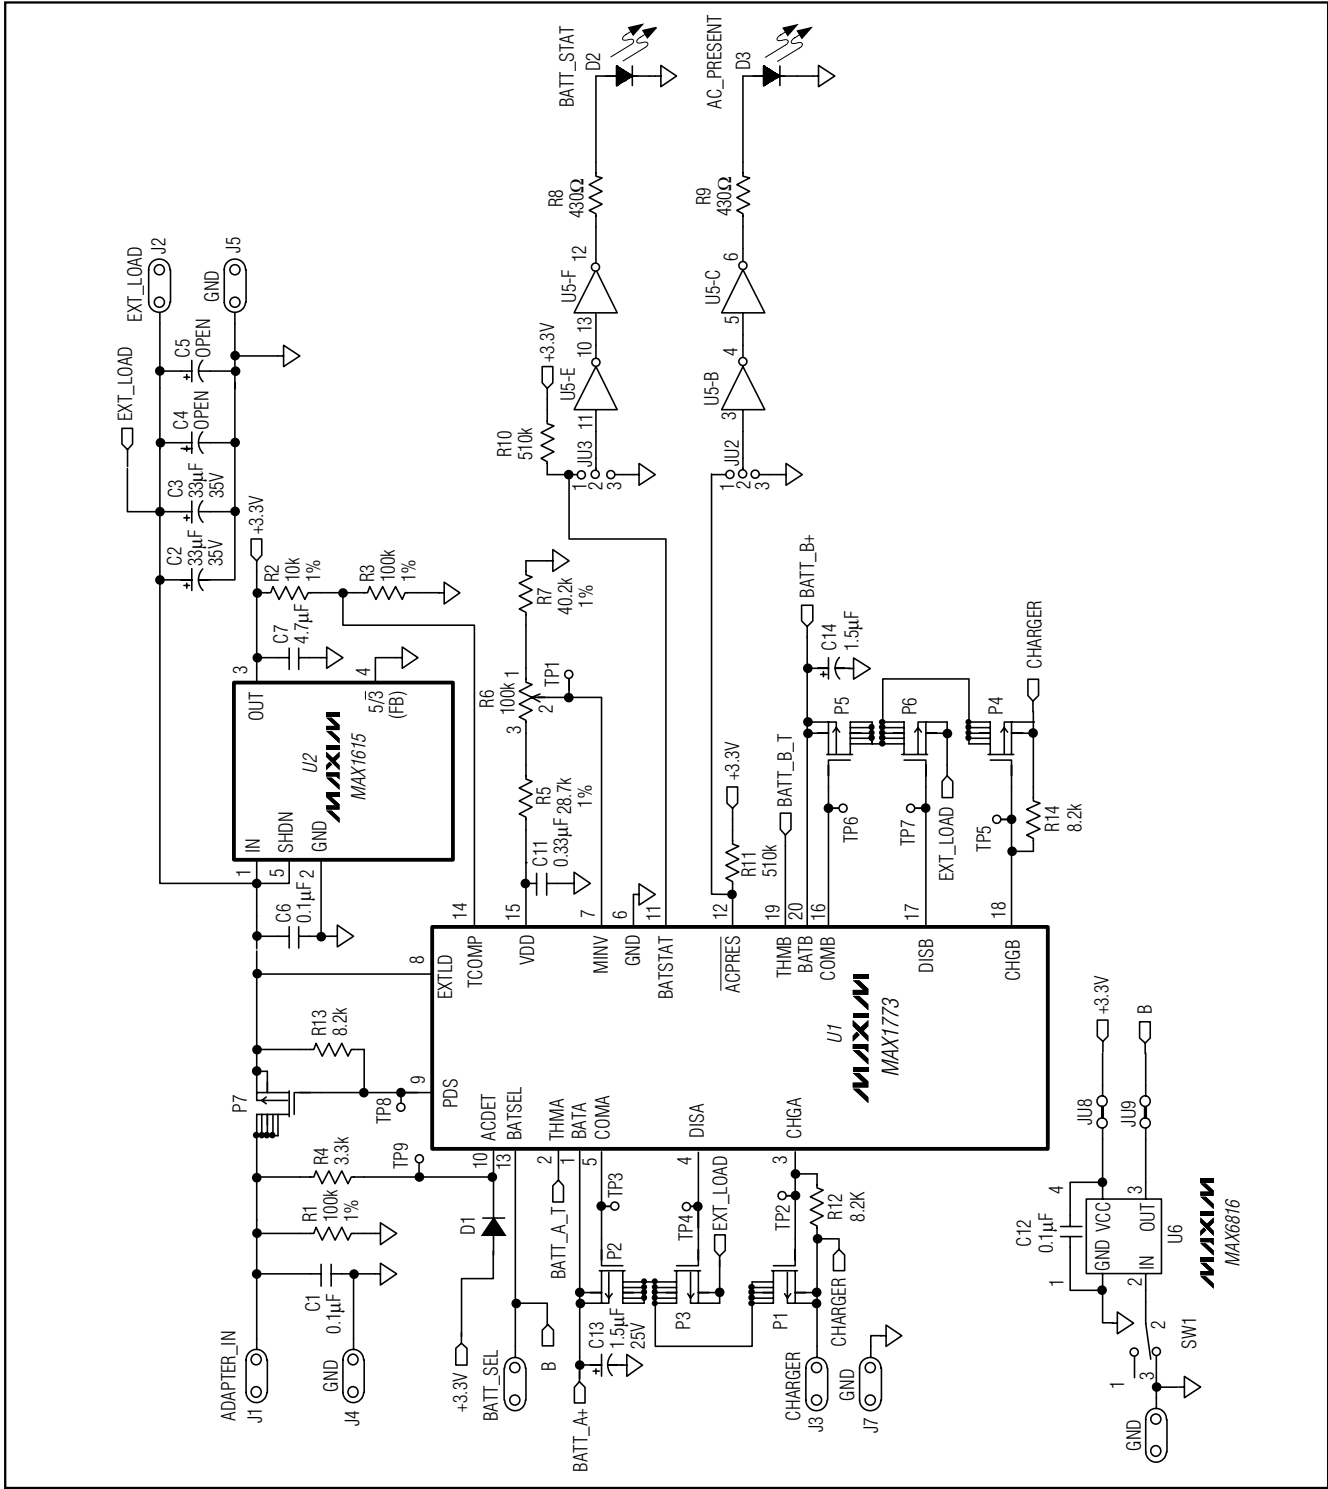 ADAPTER_IN
J1
GND
J4
C1
0.1µF
R1
100k
1%
R4
3.3k
TP9
P7
R13
8.2k
TP8
C6
0.1µF
1
IN
5
SHDN
2
GND
U2
MAXIM
MAX1615
OUT
3
5/3
(FB)
4
C7
4.7µF
+3.3V
R2
10k
1%
R3
100k
1%
C2
33µF
35V
C3
33µF
35V
C4
OPEN
C5
OPEN
EXT_LOAD
EXT_LOAD
J2
GND
J5
+3.3V
D1
BATT_SEL
B
BATT_A_T
BATT_A+
C13
1.5µF
25V
P2
TP3
P3
TP4
EXT_LOAD
P1
TP2
R12
8.2K
CHARGER
CHARGER
J3
GND
J7
10
ACDET
13
BATSEL
2
THMA
1
BATA
5
COMA
4
DISA
3
CHGA
9
PDS
8
EXTLD
U1
MAXIM
MAX1773
TCOMP
14
VDD
15
MINV
7
GND
6
BATSTAT
11
ACPRES
12
THMB
19
BATB
20
COMB
16
DISB
17
CHGB
18
C11
0.33µF
R5
28.7k
1%
R6
100k
3
1
2
TP1
R7
40.2k
1%
R10
510k
+3.3V
JU3
1
2
3
11
U5-E
10
13
U5-F
12
R8
430Ω
BATT_STAT
D2
R11
510k
+3.3V
JU2
1
2
3
3
U5-B
4
5
U5-C
6
R9
430Ω
AC_PRESENT
D3
BATT_B_T
BATT_B+
C14
1.5µF
P5
TP6
P6
TP7
EXT_LOAD
P4
TP5
R14
8.2k
CHARGER
GND
SW1
1
2
3
C12
0.1µF
1
4
GND VCC
2
IN
OUT
3
U6
MAXIM
MAX6816
JU8
+3.3V
JU9
B